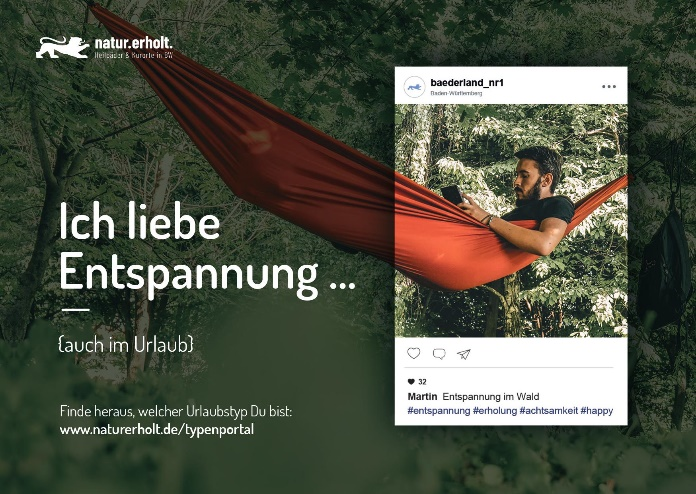 natur.erholt.
Heilbäder & Kurorte in BW
baederland_nr1
Baden-Württemberg
Ich liebe
Entspannung ...
{auch im Urlaub}
Finde heraus, welcher Urlaubstyp Du bist:
www.naturerholt.de/typenportal
32
Martin Entspannung im Wald
#entspannung #erholung #achtsamkeit #happy